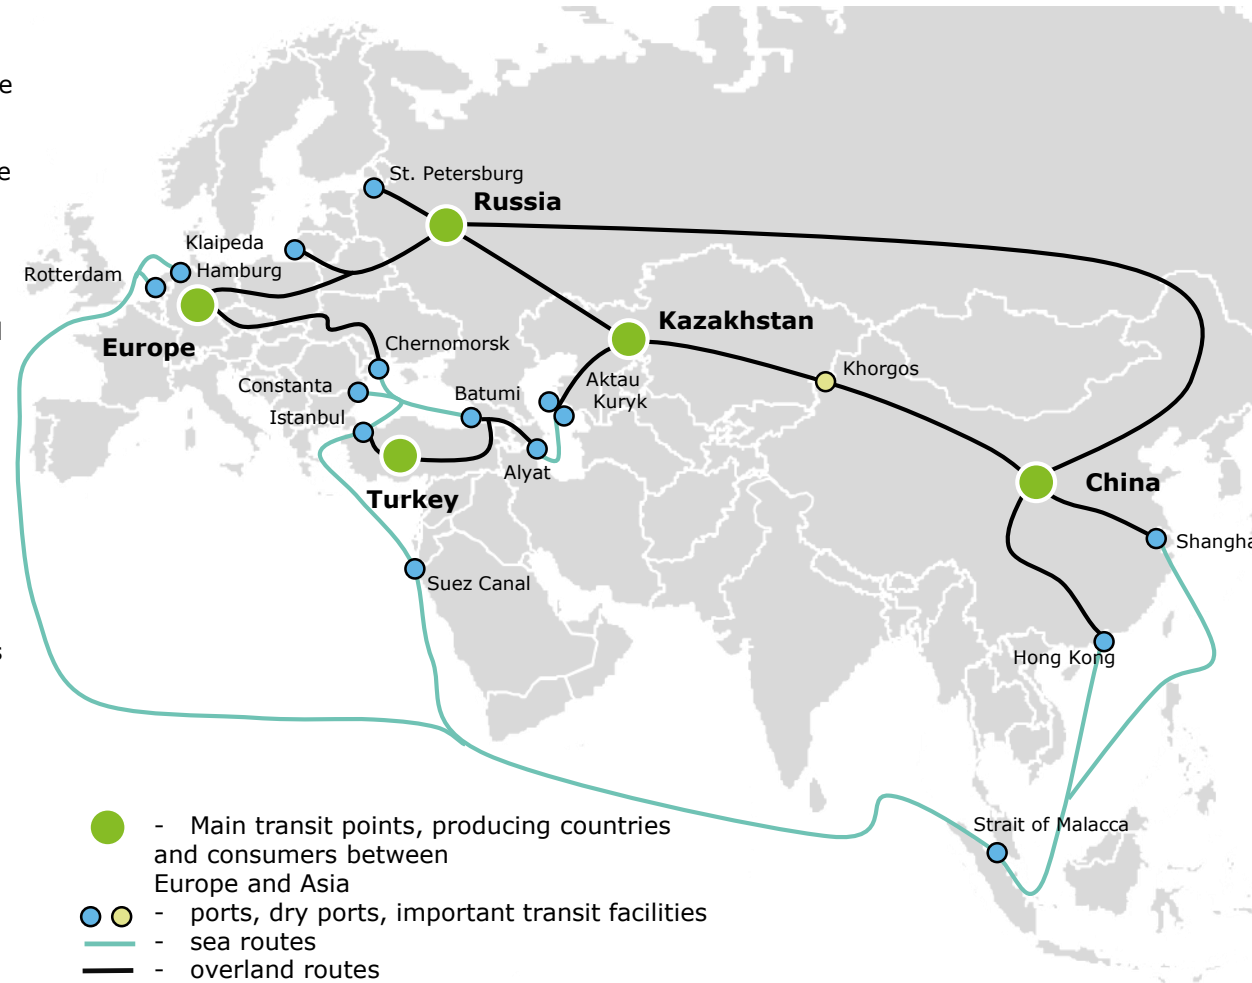 e
St. Petersburg
e
Russia
Klaipeda
Rotterdam
Hamburg
Kazakhstan
Europe
Chernomorsk
Khorgos
Constanta
Batumi
Aktau
Kuryk
Istanbul
Alyat
China
Turkey
Shangha
Suez Canal
s
Hong Kong
- Main transit points, producing countries
and consumers between
Europe and Asia
Strait of Malacca
- ports, dry ports, important transit facilities
- sea routes
- overland routes